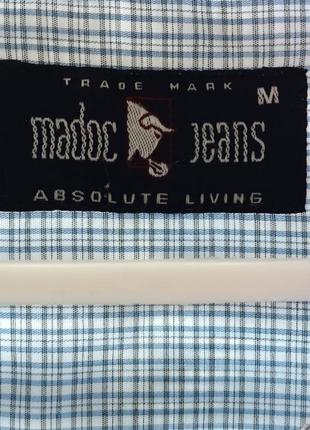 TRADE MARK
M
madoc jeans
ABSOLUTE LIVING